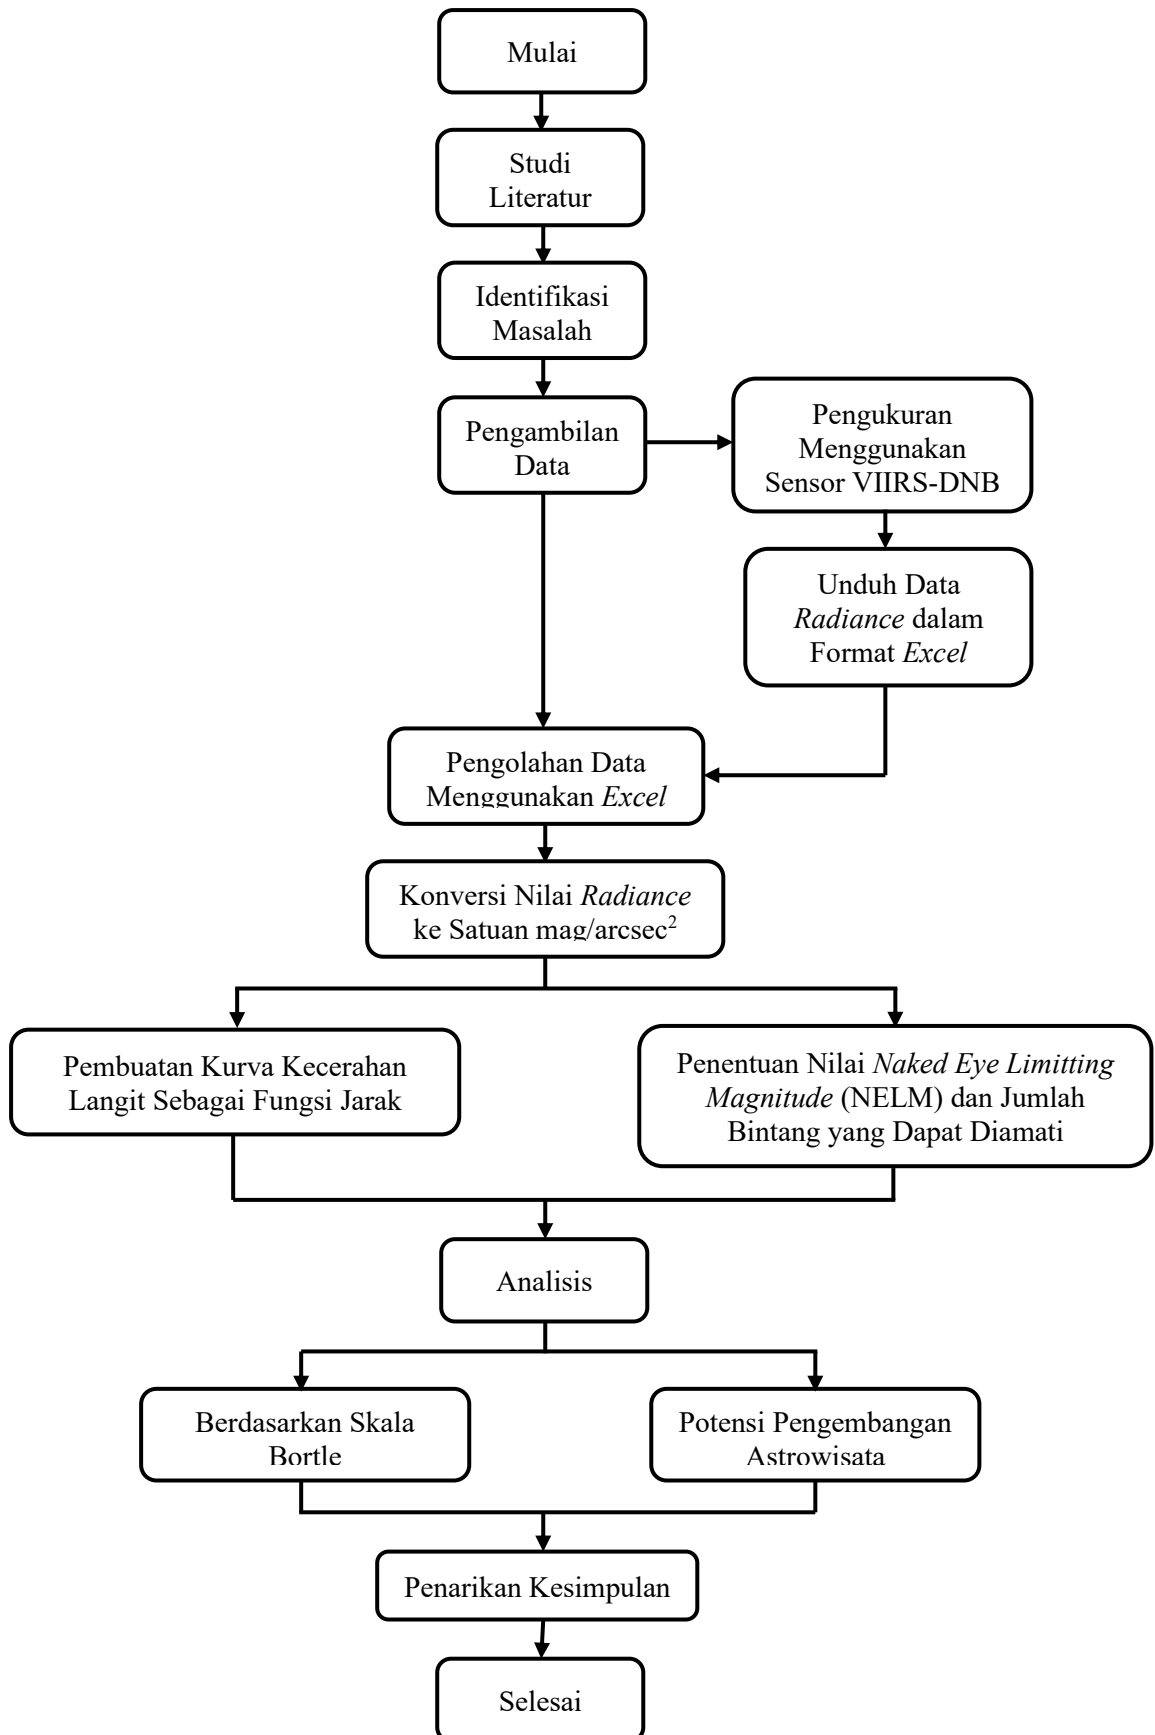 Mulai
Studi
Literatur
Identifikasi
Masalah
Pengambilan
Data
Pengukuran
Menggunakan
Sensor VIIRS-DNB
Unduh Data
Radiance dalam
Format Excel
Pengolahan Data
Menggunakan Excel
Konversi Nilai Radiance
ke Satuan mag/arcsec²
Pembuatan Kurva Kecerahan
Langit Sebagai Fungsi Jarak
Penentuan Nilai Naked Eye Limitting
Magnitude (NELM) dan Jumlah
Bintang yang Dapat Diamati
Analisis
Berdasarkan Skala
Bortle
Potensi Pengembangan
Astrowisata
Penarikan Kesimpulan
Selesai